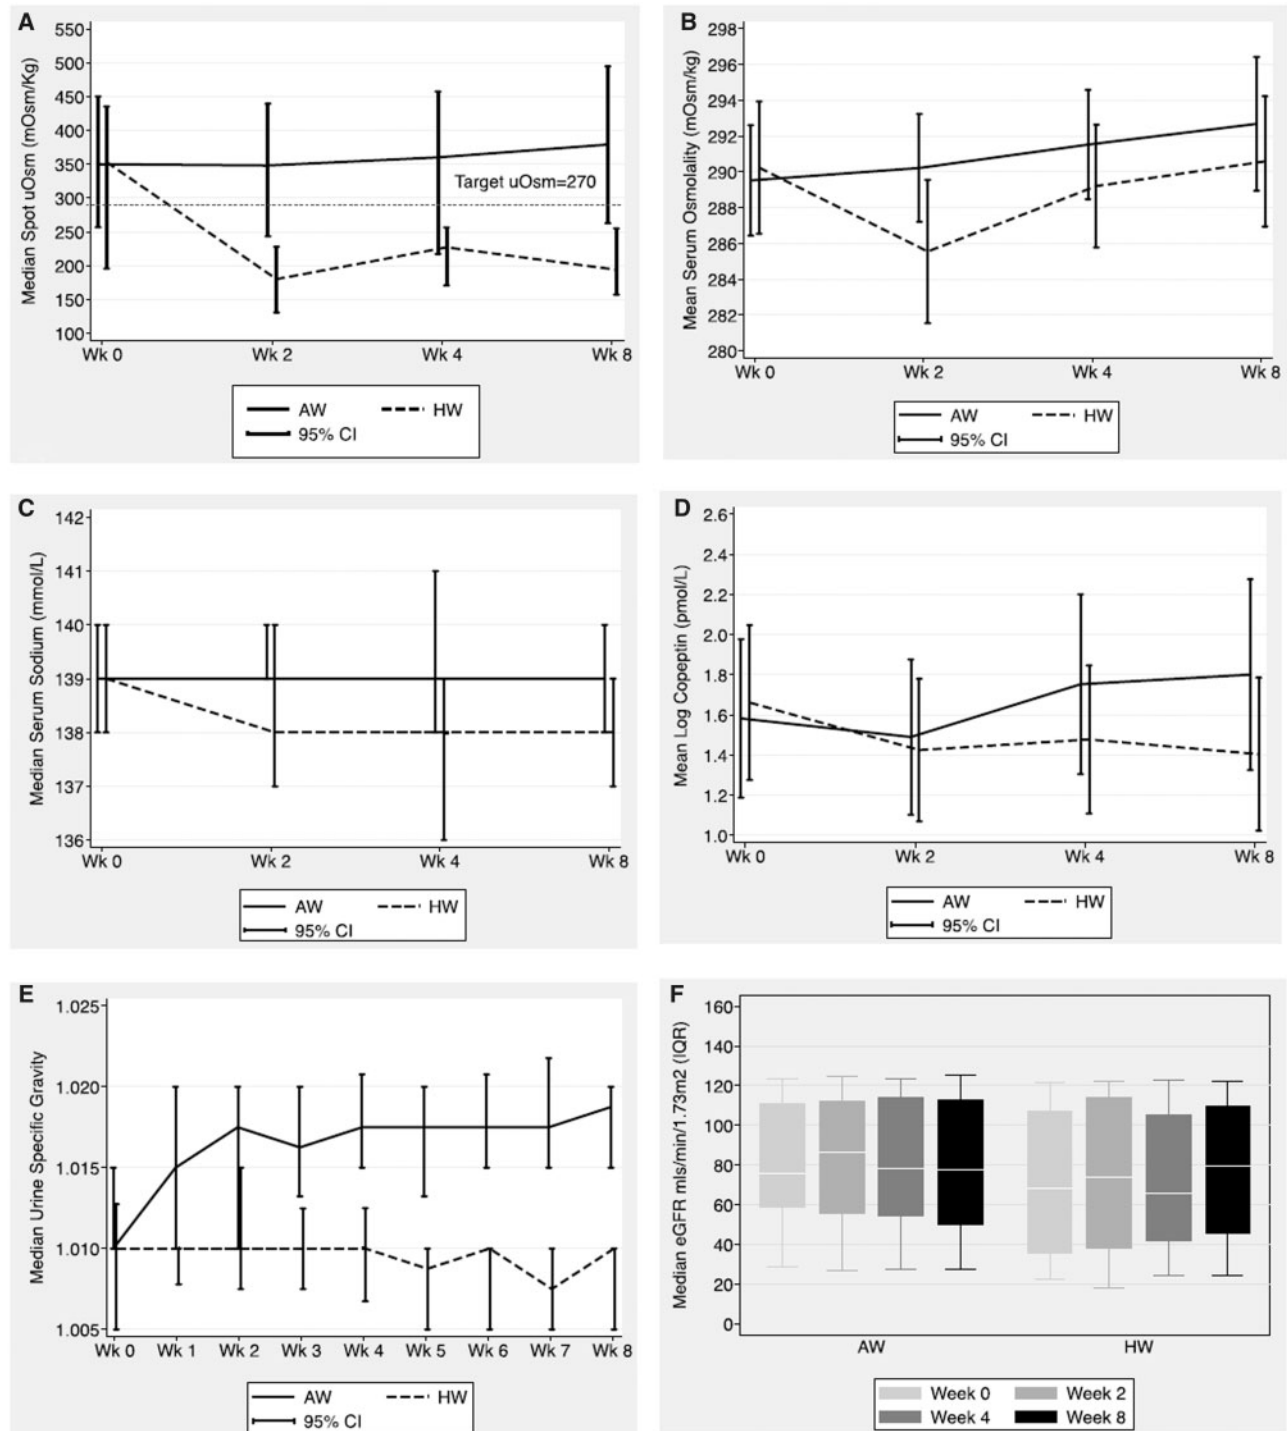 A
Median Spot uOsm (mOsm/Kg)
550
500
450
400
350
300
250
200
150
100
Target uOsm=270
Wk 0 Wk 2 Wk 4 Wk 8
AW HW
95% CI
B
Mean Serum Osmolality (mOsm/kg)
298
296
294
292
290
288
286
284
282
280
Wk 0 Wk 2 Wk 4 Wk 8
AW HW
95% CI
C
Median Serum Sodium (mmol/L)
142
141
140
139
138
137
136
Wk 0 Wk 2 Wk 4 Wk 8
AW HW
95% CI
D
Mean Log Copeptin (pmol/L)
2.6
2.4
2.2
2.0
1.8
1.6
1.4
1.2
1.0
Wk 0 Wk 2 Wk 4 Wk 8
AW HW
95% CI
E
Median Urine Specific Gravity
1.025
1.020
1.015
1.010
1.005
Wk 0 Wk 1 Wk 2 Wk 3 Wk 4 Wk 5 Wk 6 Wk 7 Wk 8
AW HW
95% CI
F
Median eGFR mls/min/1.73m2 (IQR)
160
140
120
100
80
60
40
20
0
AW HW
Week 0 Week 2
Week 4 Week 8